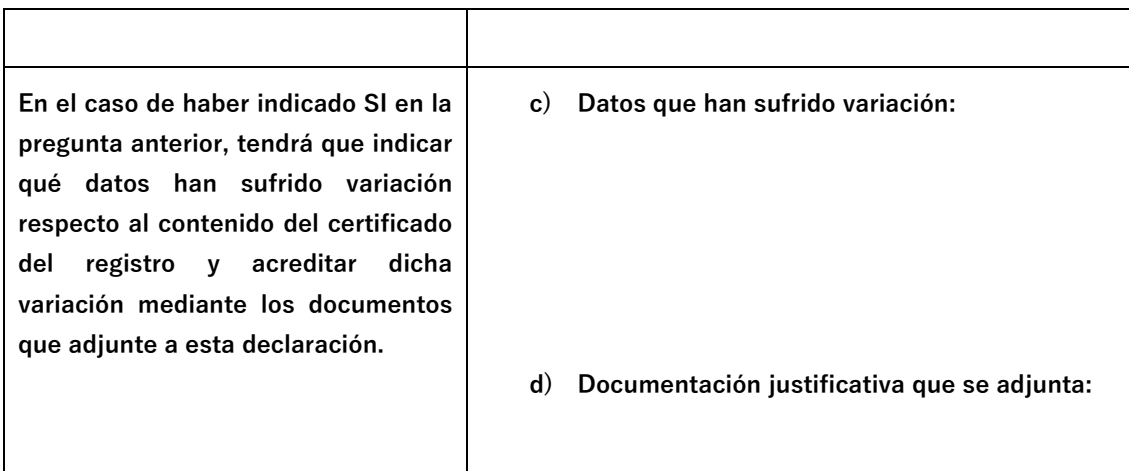 En el caso de haber indicado SI en la
pregunta anterior, tendrá que indicar
qué datos han sufrido variación
respecto al contenido del certificado
del registro y acreditar dicha
variación mediante los documentos
que adjunte a esta declaración.
c) Datos que han sufrido variación:
d) Documentación justificativa que se adjunta: